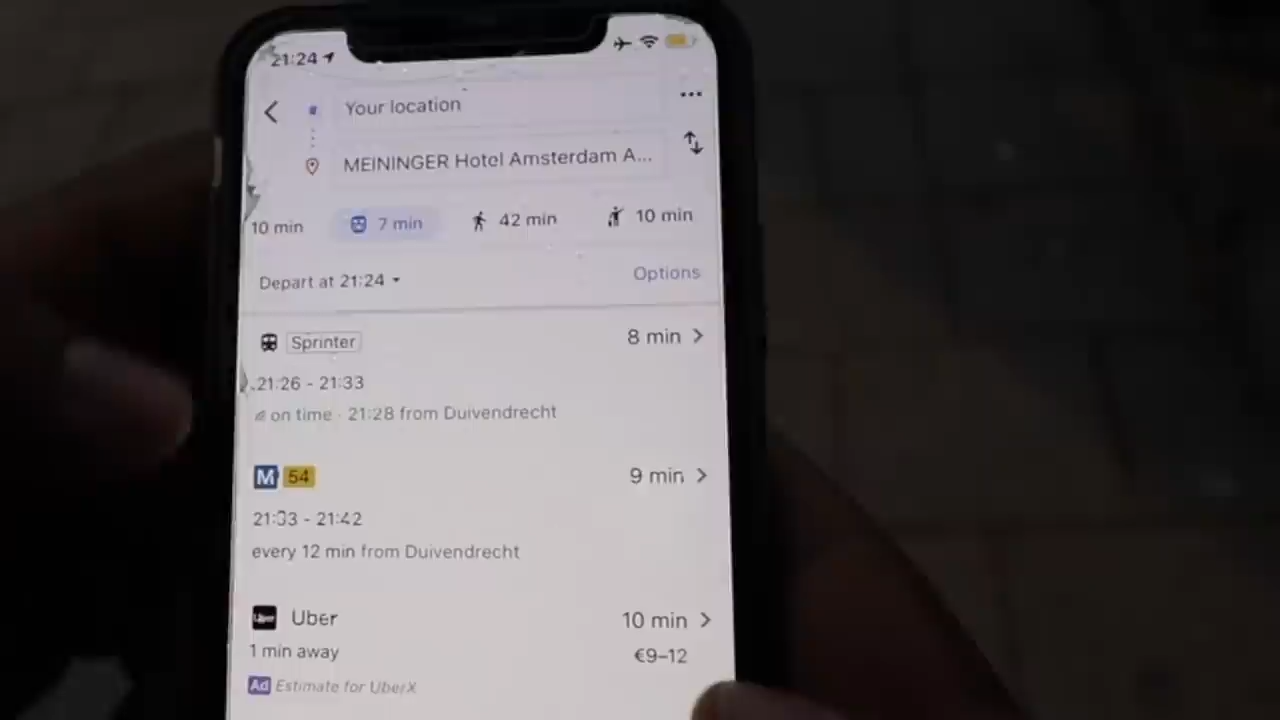 21:24
Your location
MEININGER Hotel Amsterdam A...
10 min 7 min 42 min 10 min
Depart at 21:24 Options
Sprinter 8 min
21:26 - 21:33
on time · 21:28 from Duivendrecht
M 54 9 min
21:33 - 21:42
every 12 min from Duivendrecht
Uber Uber 10 min
1 min away €9–12
Ad Estimate for UberX